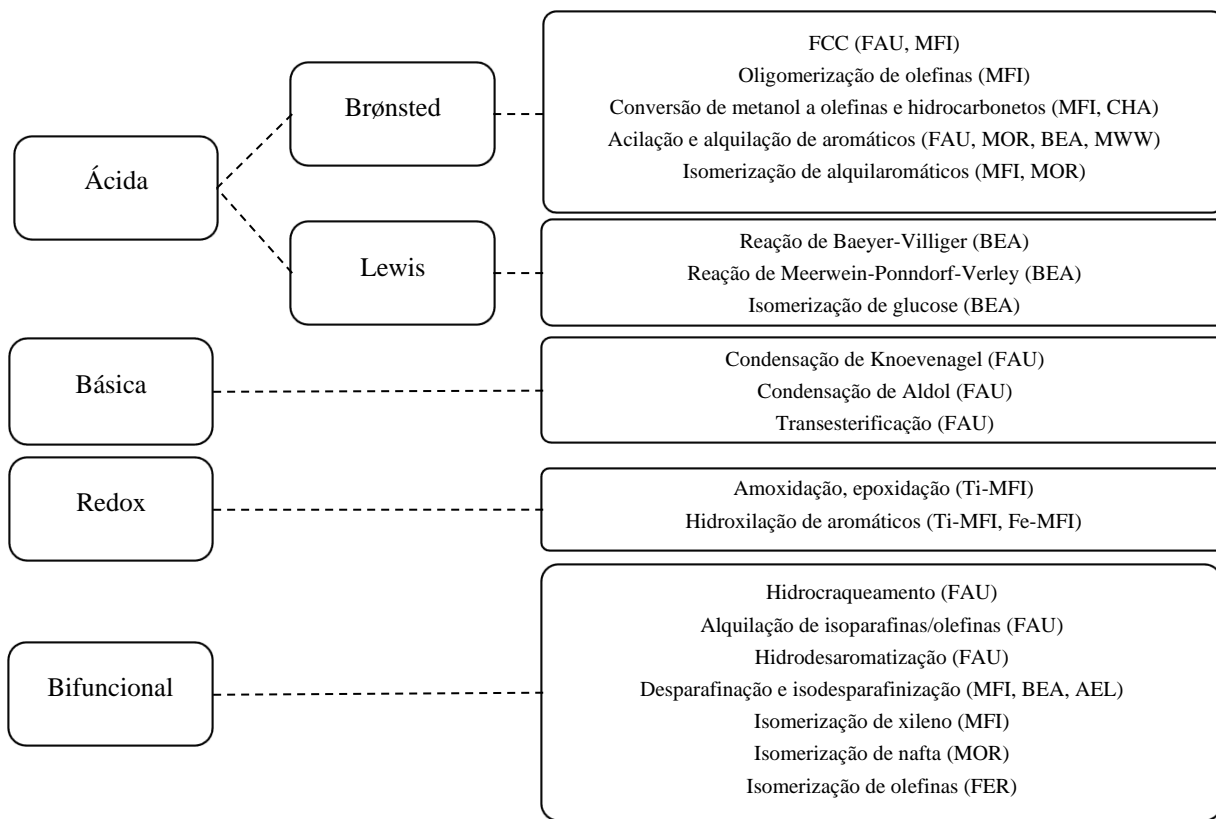 Ácida
Brønsted
FCC (FAU, MFI)
Oligomerização de olefinas (MFI)
Conversão de metanol a olefinas e hidrocarbonetos (MFI, CHA)
Acilação e alquilação de aromáticos (FAU, MOR, BEA, MWW)
Isomerização de alquilaromáticos (MFI, MOR)
Lewis
Reação de Baeyer-Villiger (BEA)
Reação de Meerwein-Ponndorf-Verley (BEA)
Isomerização de glucose (BEA)
Básica
Condensação de Knoevenagel (FAU)
Condensação de Aldol (FAU)
Transesterificação (FAU)
Redox
Amoxidação, epoxidação (Ti-MFI)
Hidroxilação de aromáticos (Ti-MFI, Fe-MFI)
Bifuncional
Hidrocraqueamento (FAU)
Alquilação de isoparafinas/olefinas (FAU)
Hidrodesaromatização (FAU)
Desparafinação e isodesparafinização (MFI, BEA, AEL)
Isomerização de xileno (MFI)
Isomerização de nafta (MOR)
Isomerização de olefinas (FER)